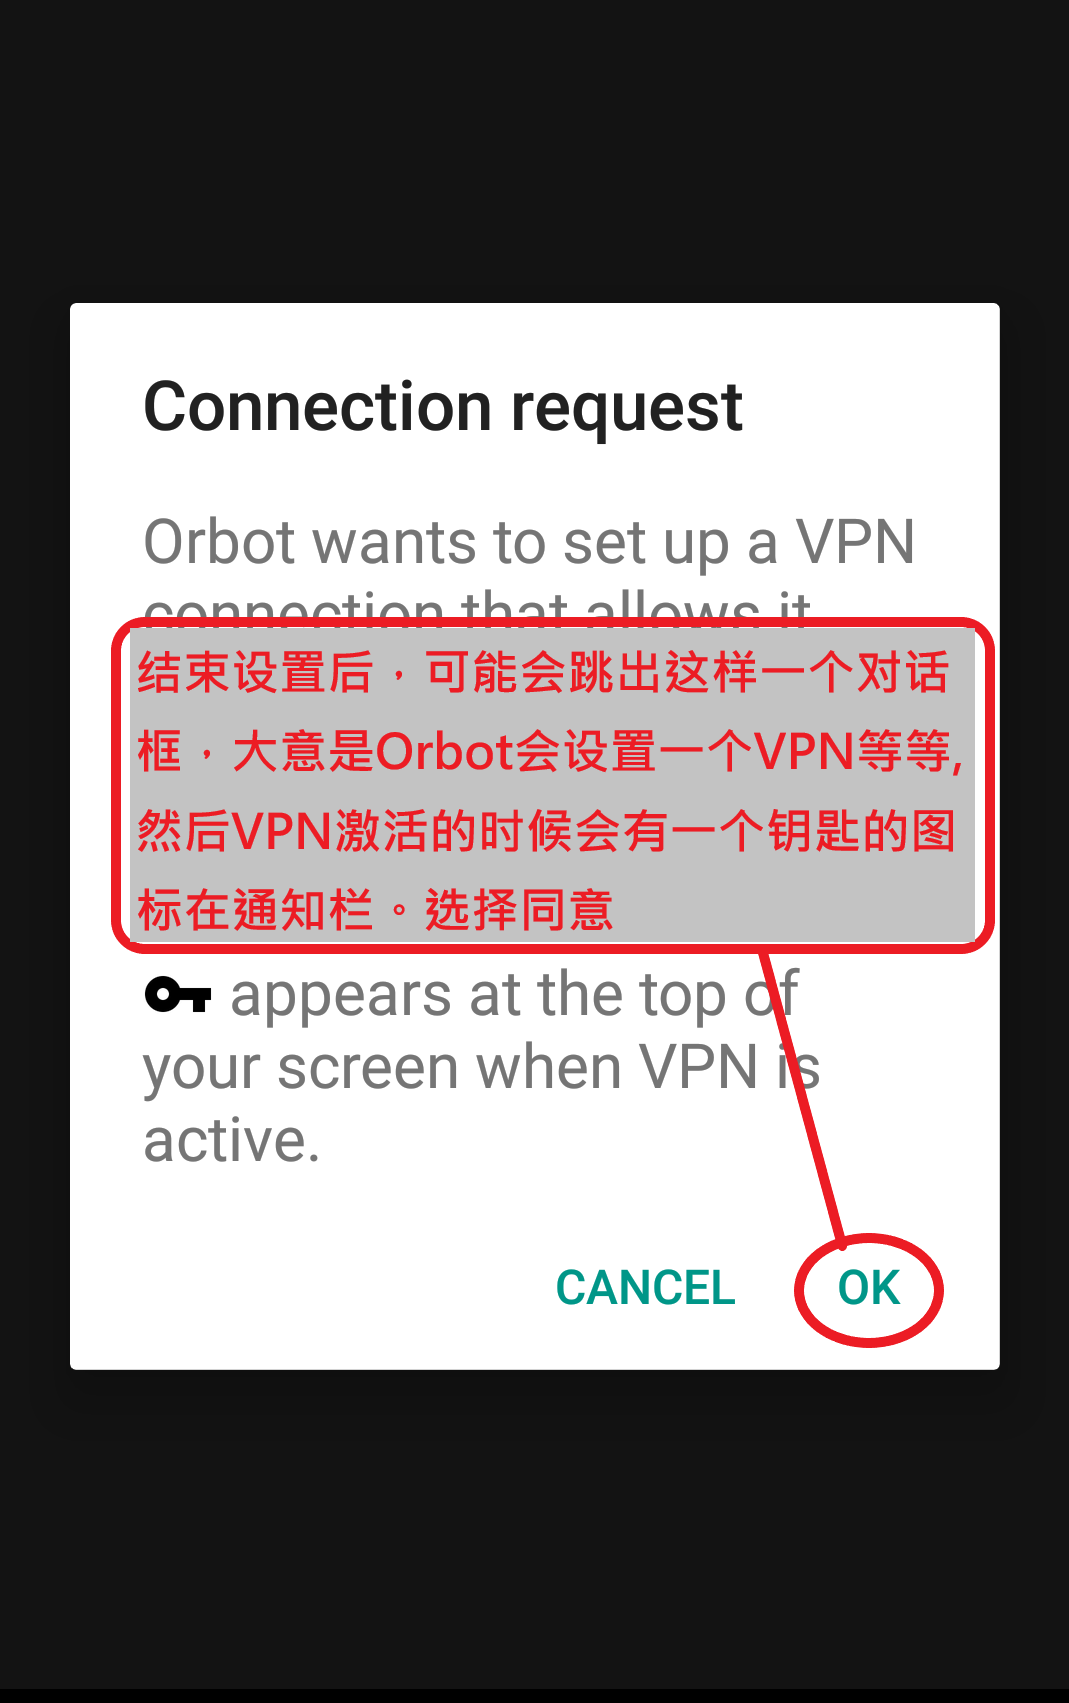 Connection request
Orbot wants to set up a VPN
connection that allows it
结束设置后，可能会跳出这样一个对话
框，大意是Orbot会设置一个VPN等等,
然后VPN激活的时候会有一个钥匙的图
标在通知栏。选择同意
appears at the top of
your screen when VPN is
active.
CANCEL OK